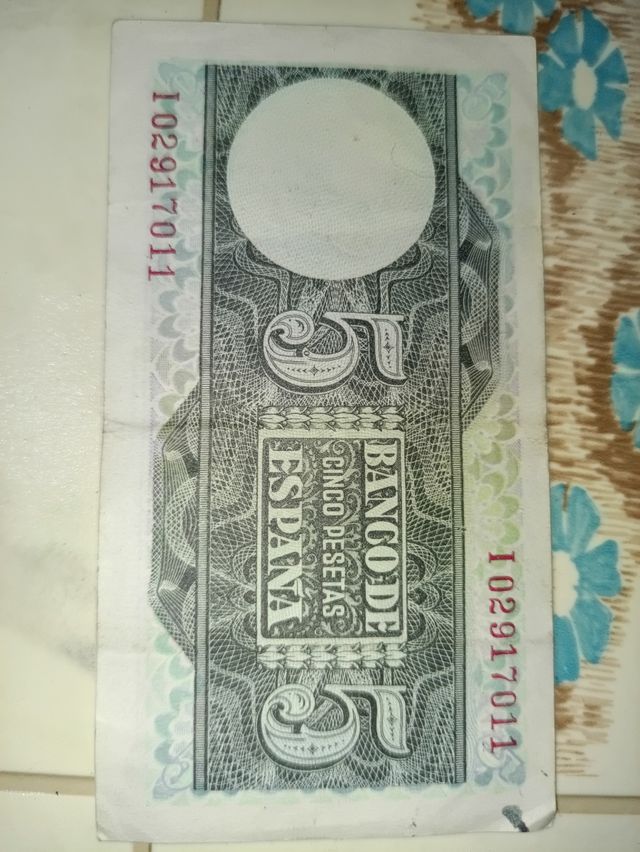 I02917011
5
BANCO DE
CINCO PESETAS
ESPAÑA
5
I02917011